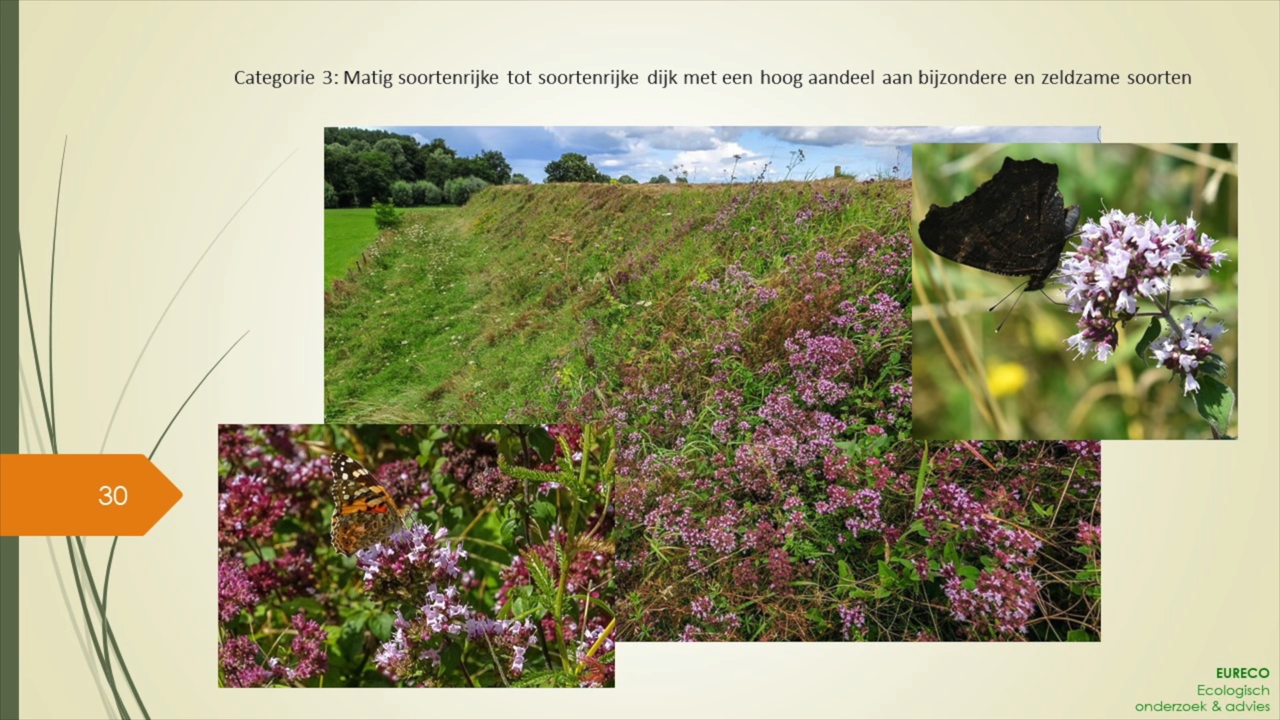 Categorie 3: Matig soortenrijke tot soortenrijke dijk met een hoog aandeel aan bijzondere en zeldzame soorten
30
EURECO
Ecologisch
onderzoek & advies